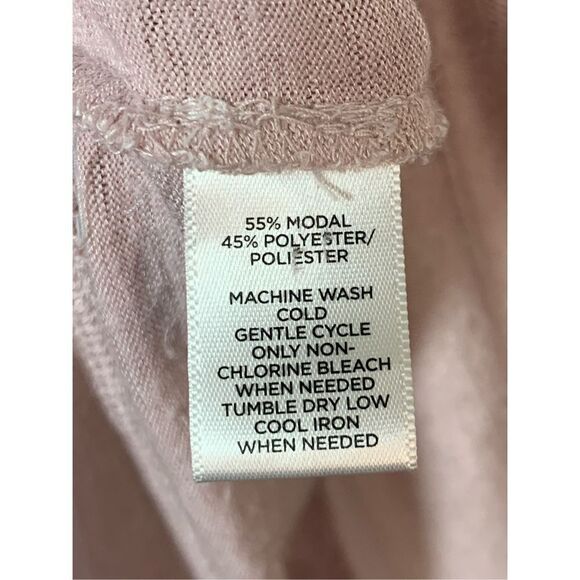 55% MODAL
45% POLYESTER/
POLIESTER
MACHINE WASH
COLD
GENTLE CYCLE
ONLY NON-
CHLORINE BLEACH
WHEN NEEDED
TUMBLE DRY LOW
COOL IRON
WHEN NEEDED